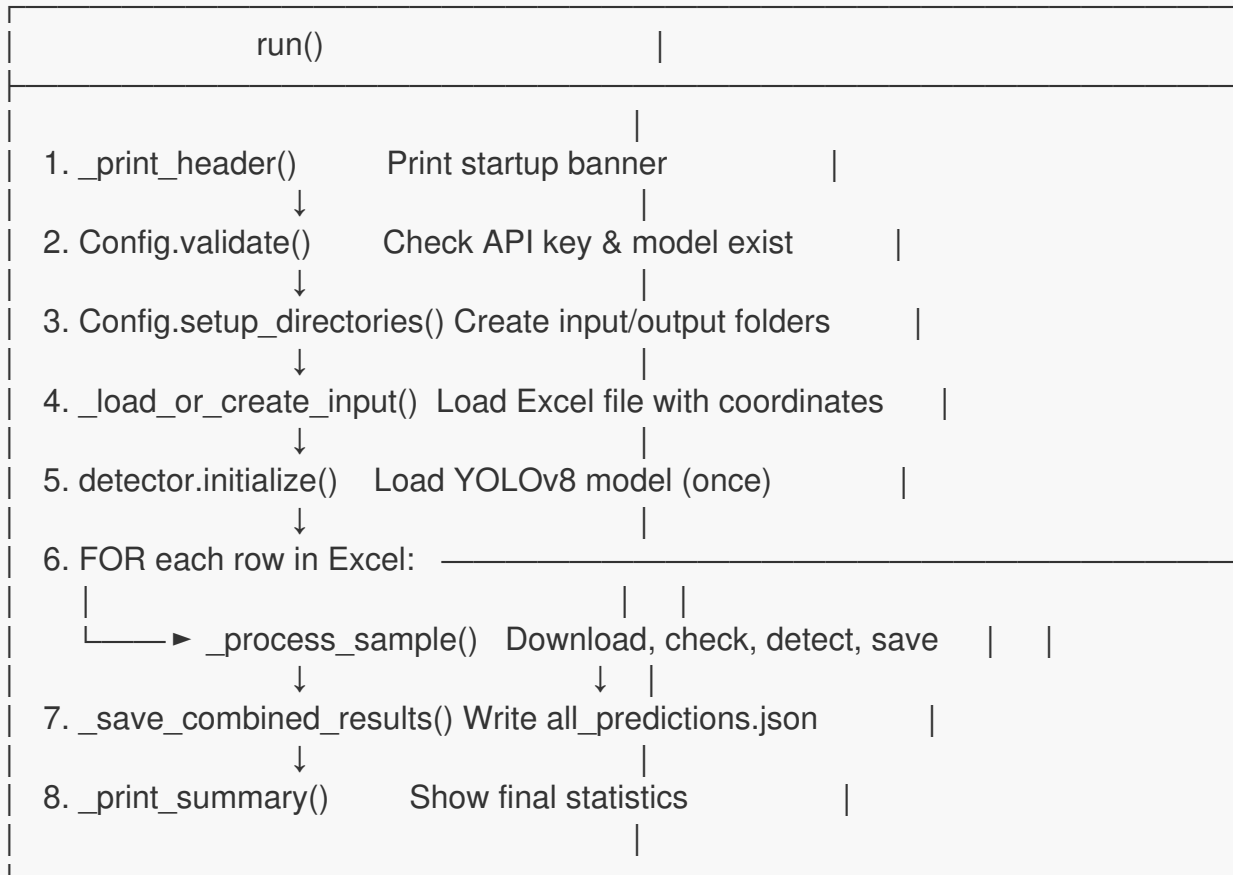 run()
1. _print_header() Print startup banner
↓ 
2. Config.validate() Check API key & model exist
↓
3. Config.setup_directories() Create input/output folders
↓
4. _load_or_create_input() Load Excel file with coordinates
↓
5. detector.initialize() Load YOLOv8 model (once)
↓
6. FOR each row in Excel:
► _process_sample() Download, check, detect, save
↓ ↓
7. _save_combined_results() Write all_predictions.json
↓
8. _print_summary() Show final statistics